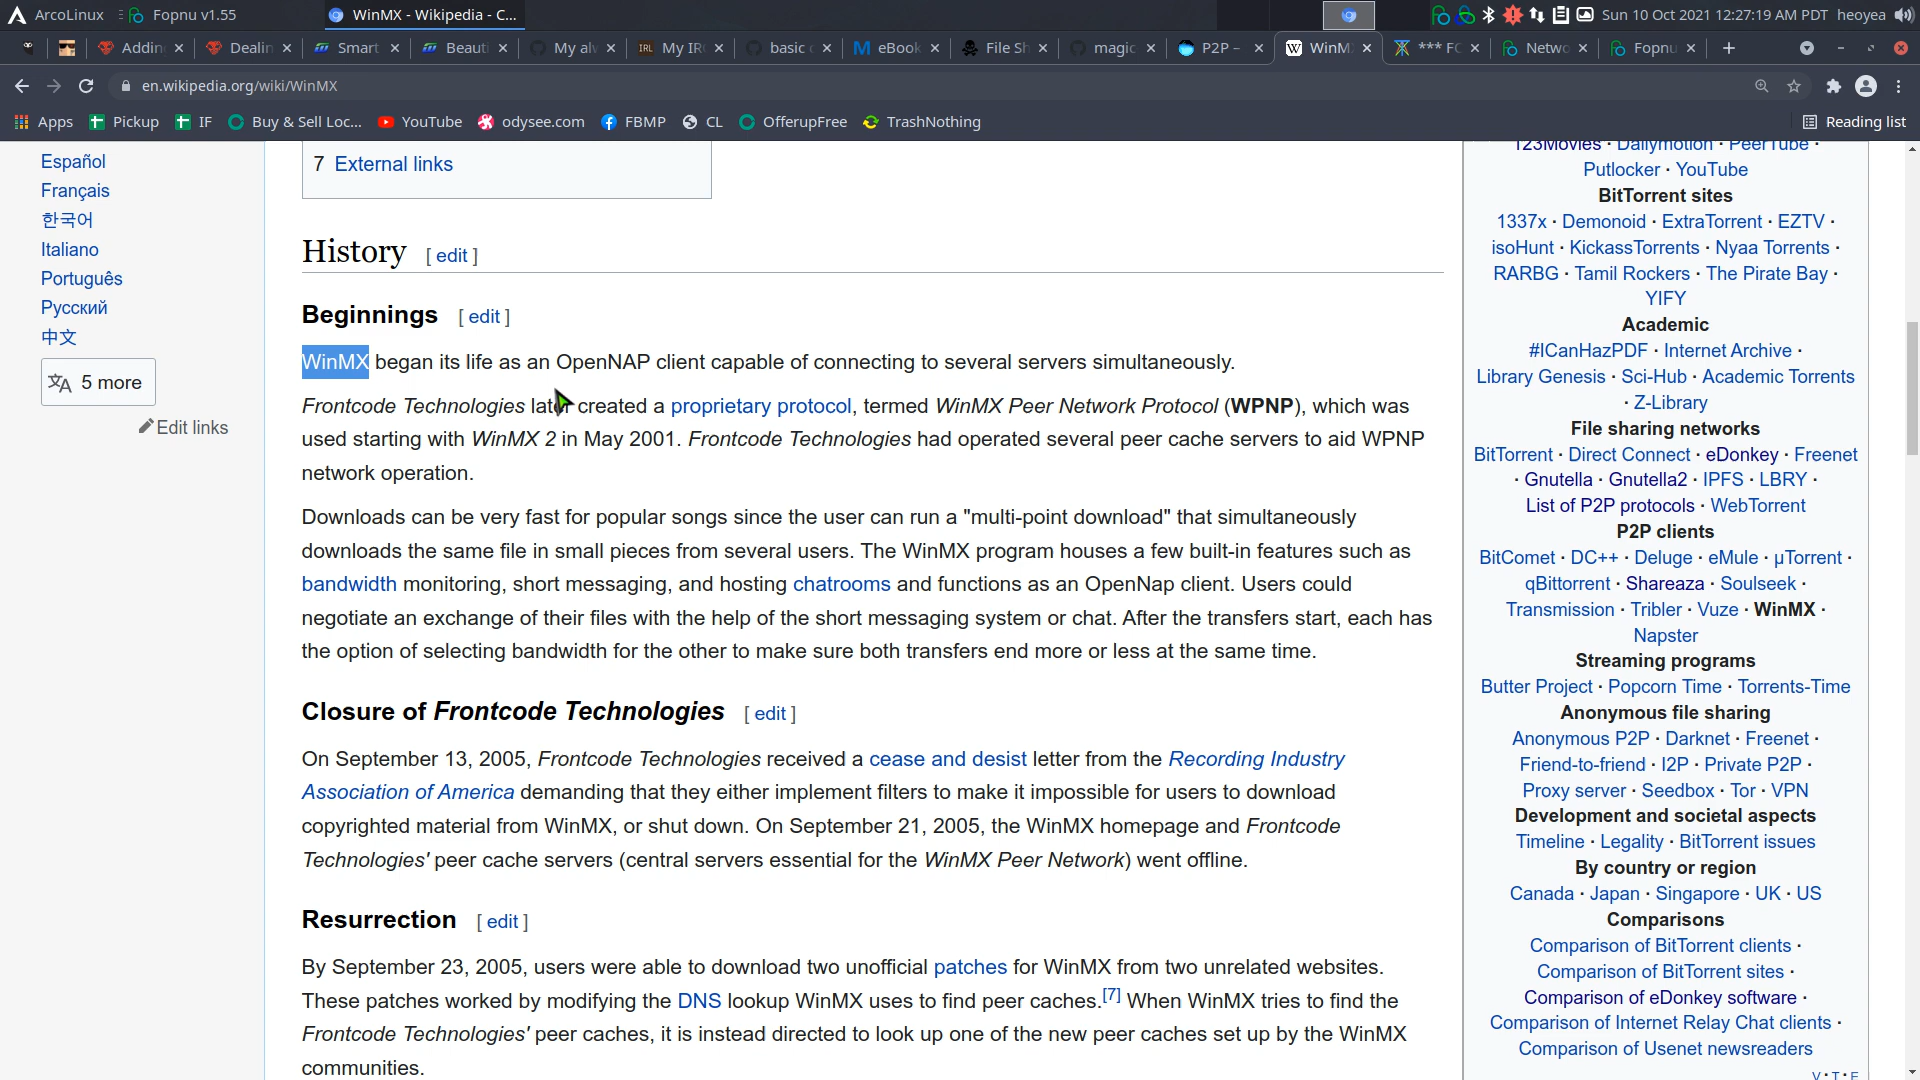 ArcoLinux
Fopnu v1.55
WinMX - Wikipedia - C...
Sun 10 Oct 2021 12:27:19 AM PDT heoyea
Addin
Dealin
Smart
Beauti
My al
My IR
basic
eBook
File Sh
magic
P2P –
WinM
*** FO
Netwo
Fopnu
en.wikipedia.org/wiki/WinMX
Apps
Pickup
IF
Buy & Sell Loc...
YouTube
odysee.com
FBMP
CL
OfferupFree
TrashNothing
Reading list
Español
Français
한국어
Italiano
Português
Русский
中文
5 more
Edit links
7 External links
History [ edit ]
Beginnings [ edit ]
WinMX began its life as an OpenNAP client capable of connecting to several servers simultaneously.
Frontcode Technologies later created a proprietary protocol, termed WinMX Peer Network Protocol (WPNP), which was
used starting with WinMX 2 in May 2001. Frontcode Technologies had operated several peer cache servers to aid WPNP
network operation.
Downloads can be very fast for popular songs since the user can run a "multi-point download" that simultaneously
downloads the same file in small pieces from several users. The WinMX program houses a few built-in features such as
bandwidth monitoring, short messaging, and hosting chatrooms and functions as an OpenNap client. Users could
negotiate an exchange of their files with the help of the short messaging system or chat. After the transfers start, each has
the option of selecting bandwidth for the other to make sure both transfers end more or less at the same time.
Closure of Frontcode Technologies [ edit ]
On September 13, 2005, Frontcode Technologies received a cease and desist letter from the Recording Industry
Association of America demanding that they either implement filters to make it impossible for users to download
copyrighted material from WinMX, or shut down. On September 21, 2005, the WinMX homepage and Frontcode
Technologies' peer cache servers (central servers essential for the WinMX Peer Network) went offline.
Resurrection [ edit ]
By September 23, 2005, users were able to download two unofficial patches for WinMX from two unrelated websites.
These patches worked by modifying the DNS lookup WinMX uses to find peer caches.[7] When WinMX tries to find the
Frontcode Technologies' peer caches, it is instead directed to look up one of the new peer caches set up by the WinMX
communities.
123Movies · Dailymotion · PeerTube ·
Putlocker · YouTube
BitTorrent sites
1337x · Demonoid · ExtraTorrent · EZTV ·
isoHunt · KickassTorrents · Nyaa Torrents ·
RARBG · Tamil Rockers · The Pirate Bay ·
YIFY
Academic
#ICanHazPDF · Internet Archive ·
Library Genesis · Sci-Hub · Academic Torrents
· Z-Library
File sharing networks
BitTorrent · Direct Connect · eDonkey · Freenet
· Gnutella · Gnutella2 · IPFS · LBRY ·
List of P2P protocols · WebTorrent
P2P clients
BitComet · DC++ · Deluge · eMule · μTorrent ·
qBittorrent · Shareaza · Soulseek ·
Transmission · Tribler · Vuze · WinMX ·
Napster
Streaming programs
Butter Project · Popcorn Time · Torrents-Time
Anonymous file sharing
Anonymous P2P · Darknet · Freenet ·
Friend-to-friend · I2P · Private P2P ·
Proxy server · Seedbox · Tor · VPN
Development and societal aspects
Timeline · Legality · BitTorrent issues
By country or region
Canada · Japan · Singapore · UK · US
Comparisons
Comparison of BitTorrent clients ·
Comparison of BitTorrent sites ·
Comparison of eDonkey software ·
Comparison of Internet Relay Chat clients ·
Comparison of Usenet newsreaders
V · T · E